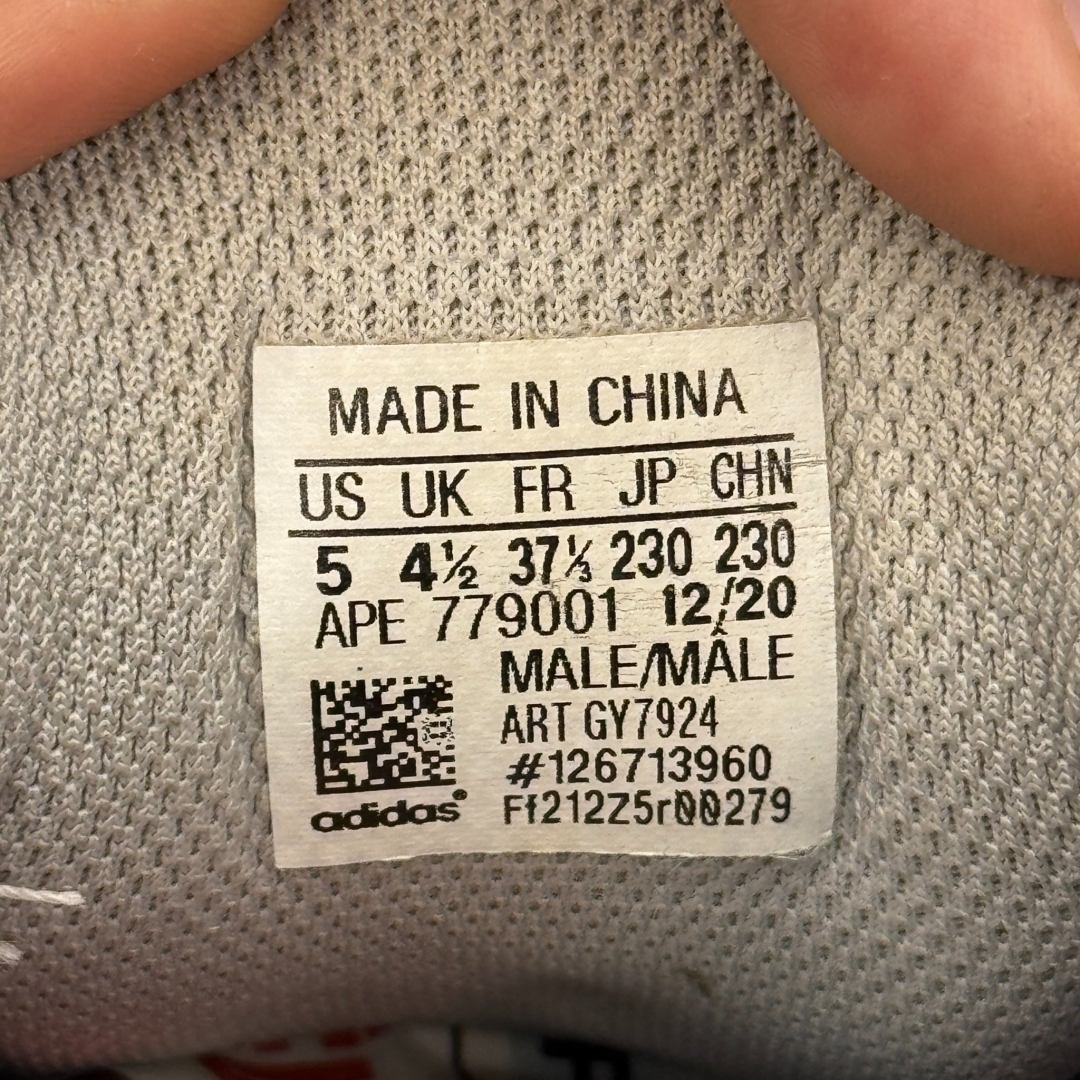 MADE IN CHINA
US UK FR JP CHN
5 4½ 37⅓ 230 230
APE 779001 12/20
MALE/MÂLE
ART GY7924
#126713960
Ff212Z5r00279
adidas®